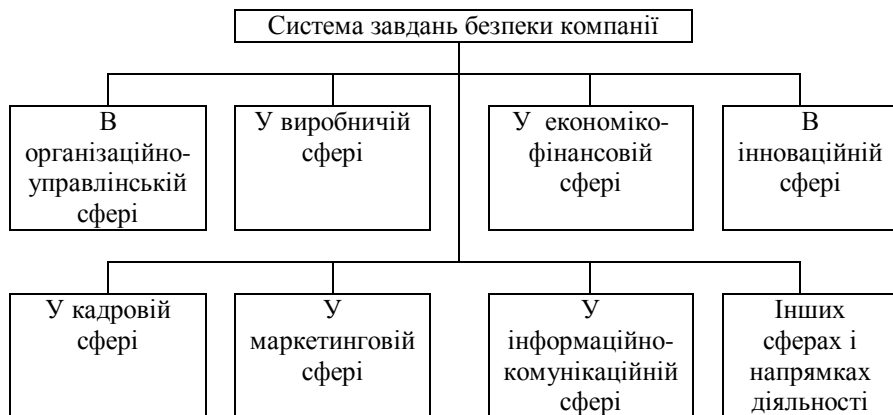 Система завдань безпеки компанії
В
організаційно-
управлінській
сфері
У виробничій
сфері
У економіко-
фінансовій
сфері
В
інноваційній
сфері
У кадровій
сфері
У
маркетинговій
сфері
У
інформаційно-
комунікаційній
сфері
Інших
сферах і
напрямках
діяльності